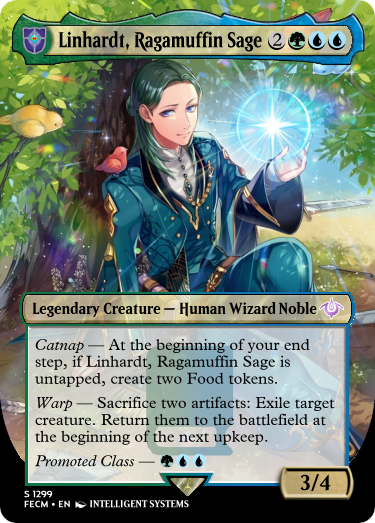 Linhardt, Ragamuffin Sage 2
Legendary Creature — Human Wizard Noble
Catnap — At the beginning of your end
step, if Linhardt, Ragamuffin Sage is
untapped, create two Food tokens.
Warp — Sacrifice two artifacts: Exile target
creature. Return them to the battlefield at
the beginning of the next upkeep.
Promoted Class —
3/4
S 1299
FECM • EN INTELLIGENT SYSTEMS